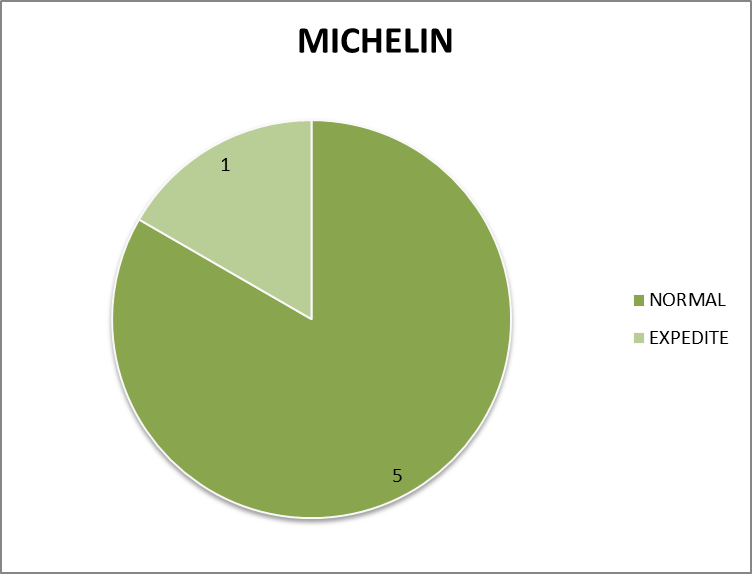 MICHELIN
1
NORMAL
EXPEDITE
5